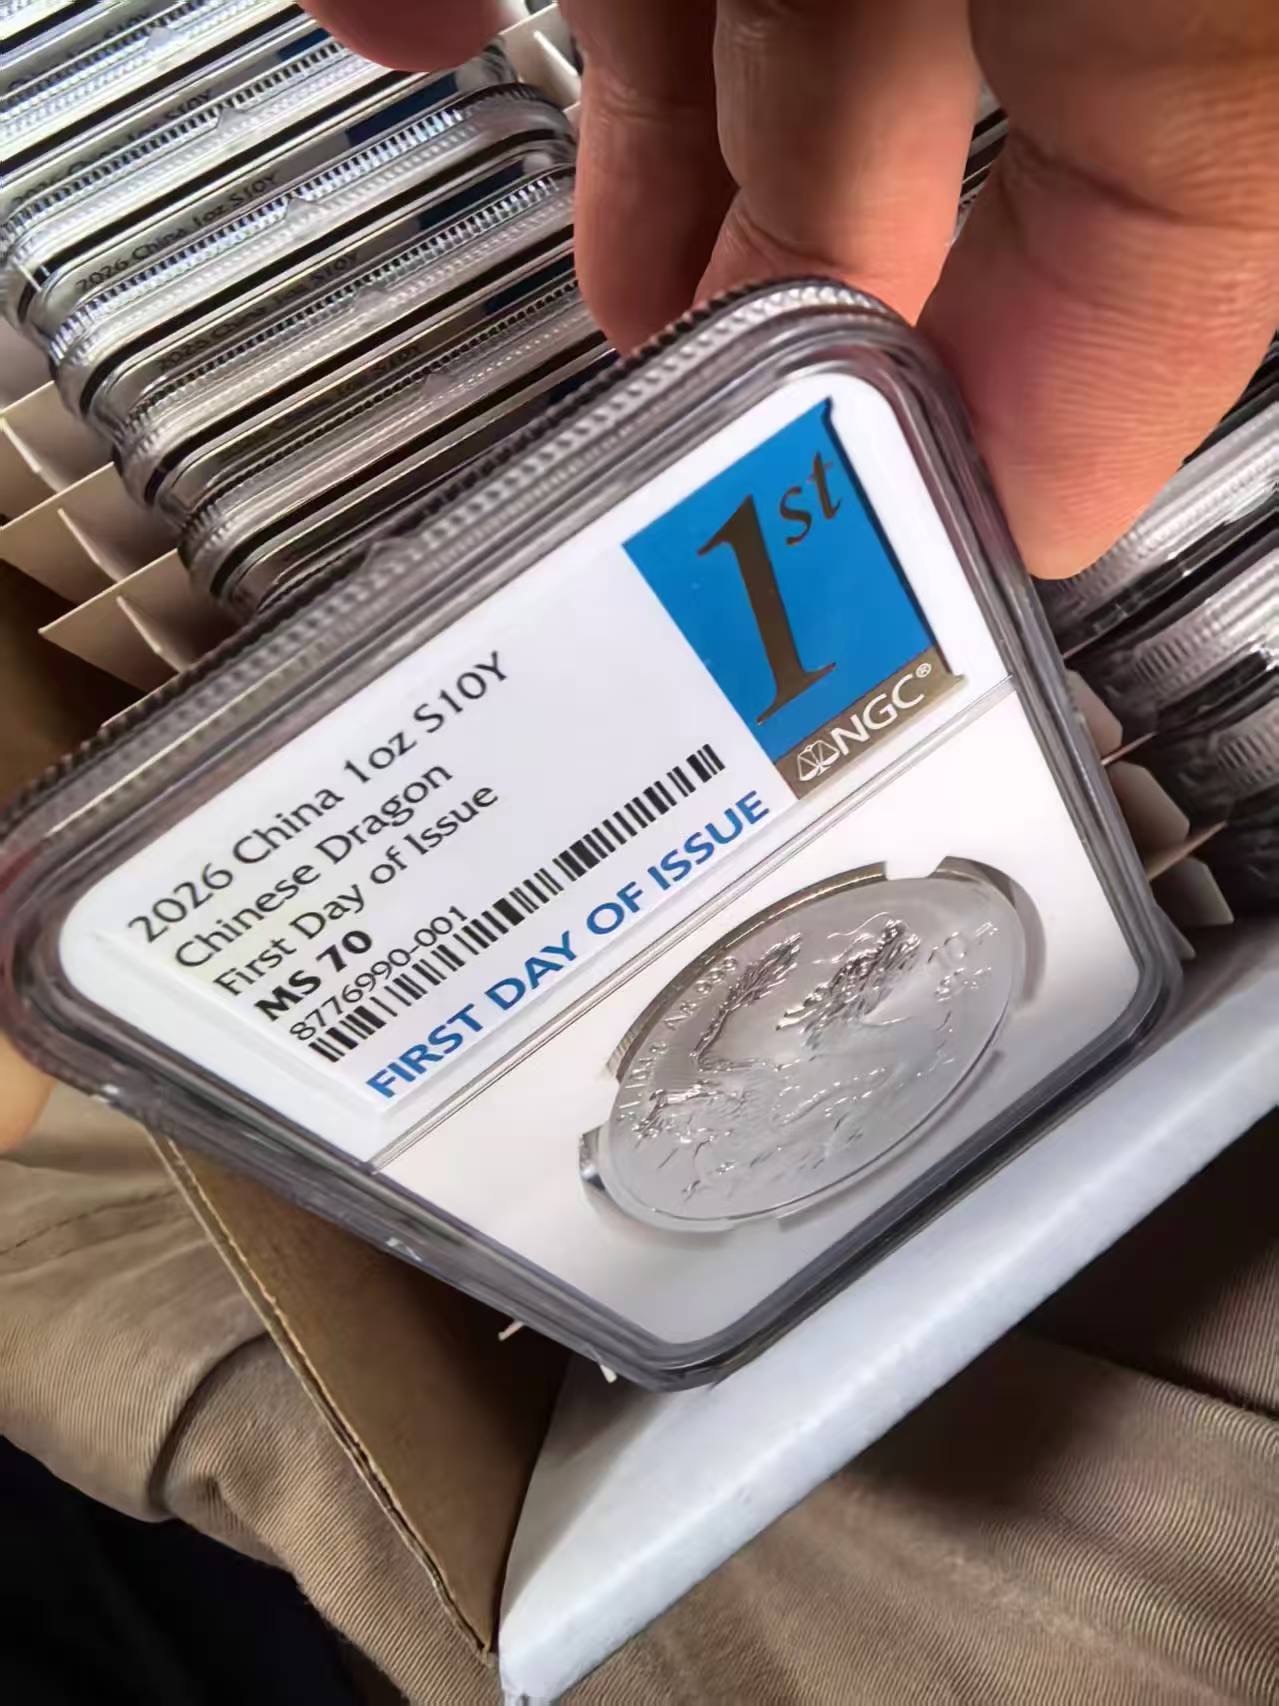 1st
NGC®
2026 China 1oz S10Y
Chinese Dragon
First Day of Issue
MS 70
8776990-001
FIRST DAY OF ISSUE
2026 China 1oz S10Y